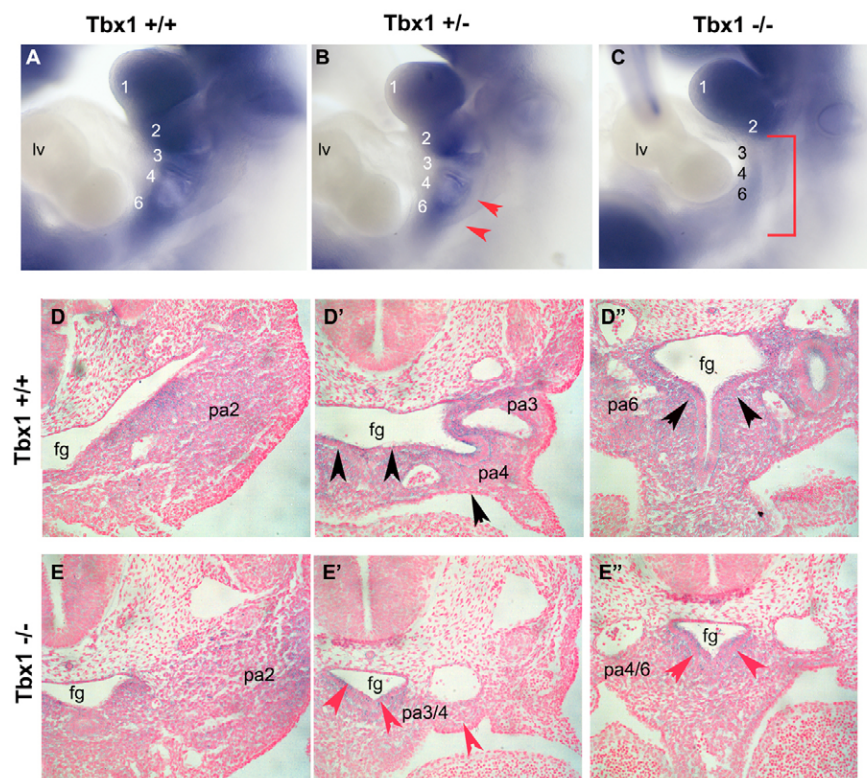 Tbx1 +/+ Tbx1 +/- Tbx1 -/-
A B C
1 1 1
2 2 2
lv 3 lv 3 lv 3
4 4 4
6 6 6
Tbx1 +/+
D D' D"
fg pa2
fg pa3 pa4
fg pa6
Tbx1 -/-
E E' E"
fg pa2
fg pa3/4
fg pa4/6